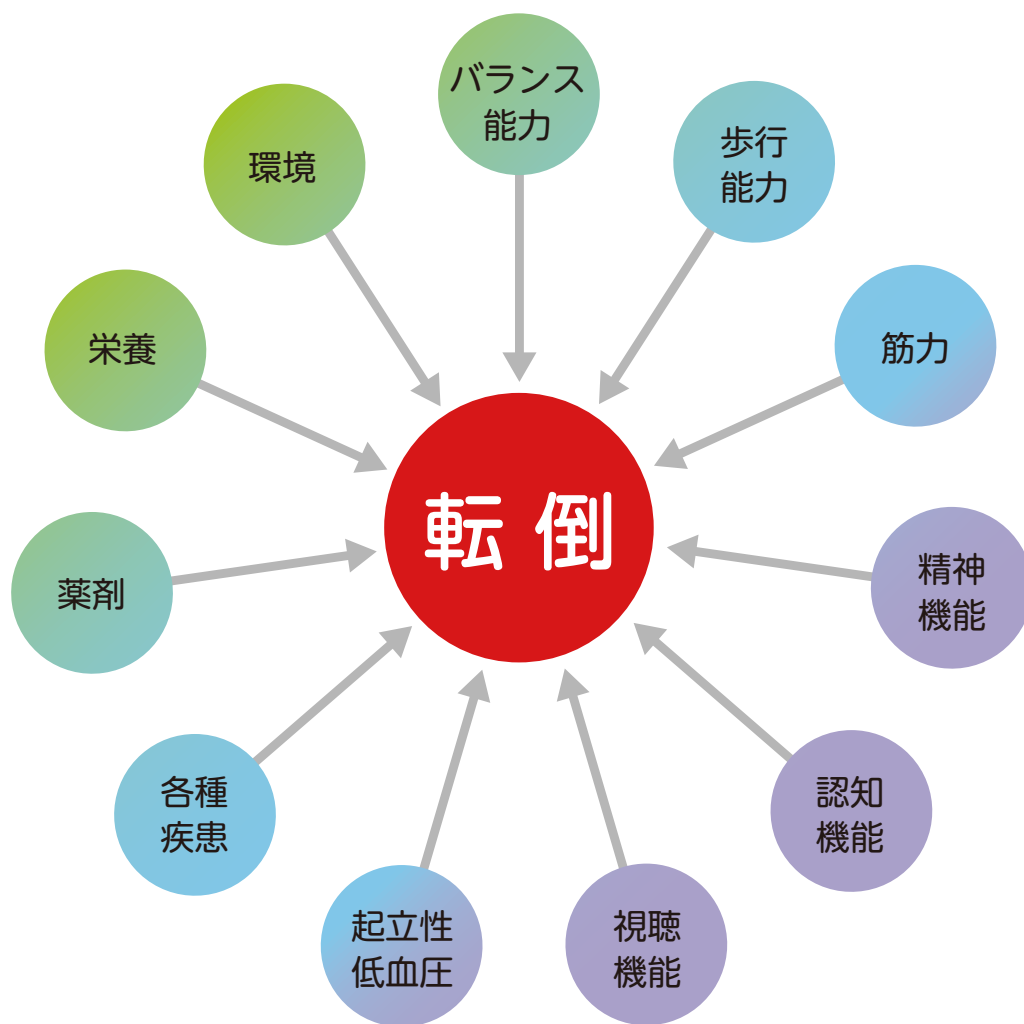 バランス
能力
歩行
能力
筋力
精神
機能
認知
機能
視聴
機能
起立性
低血圧
各種
疾患
薬剤
栄養
環境
転倒